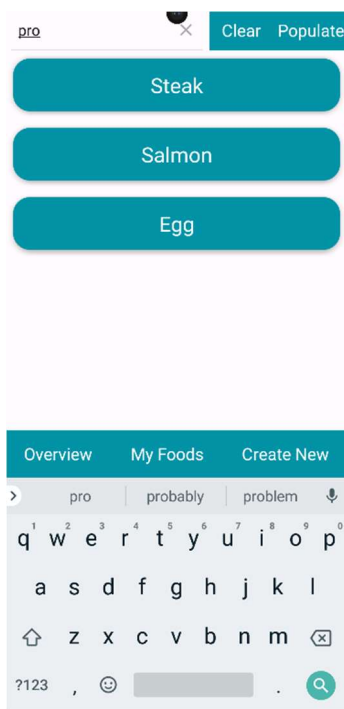 pro Clear Populate
Steak
Salmon
Egg
Overview My Foods Create New
pro probably problem
1 2 3 4 5 6 7 8 9 0
q w e r t y u i o p
a s d f g h j k l
z x c v b n m
?123 , .